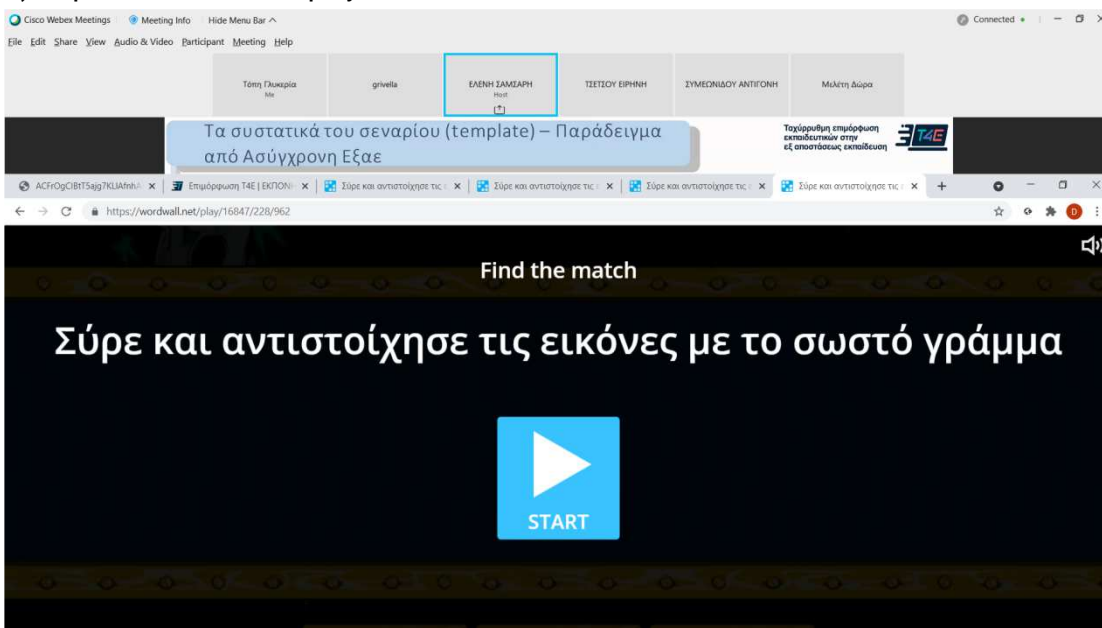 Cisco Webex Meetings Meeting Info Hide Menu Bar Connected
File Edit Share View Audio & Video Participant Meeting Help
Τόπη Γλυκερία grivella ΕΛΕΝΗ ΣΑΜΣΑΡΗ ΤΣΕΤΣΟΥ ΕΙΡΗΝΗ ΣΥΜΕΩΝΙΔΟΥ ΑΝΤΙΓΟΝΗ Μελέτη Δώρα
Me Host
Τα συστατικά του σεναρίου (template) – Παράδειγμα
από Ασύγχρονη Εξαε
Ταχύρρυθμη επιμόρφωση
εκπαιδευτικών στην
εξ αποστάσεως εκπαίδευση
T4E
Επιμόρφωση T4E | ΕΚΠΟΝ Σύρε και αντιστοίχησε τις ε Σύρε και αντιστοίχησε τις ε Σύρε και αντιστοίχησε τις ε Σύρε και αντιστοίχησε τις ε
https://wordwall.net/play/16847/228/962
D
Find the match
Σύρε και αντιστοίχησε τις εικόνες με το σωστό γράμμα
START